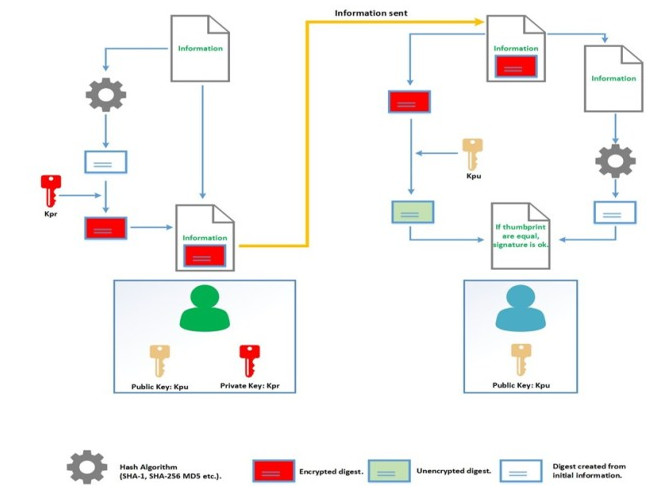 Information sent
Information
Information
Information
Kpr
Kpu
Information
If thumbprint
are equal,
signature is ok.
Public Key: Kpu
Private Key: Kpr
Public Key: Kpu
Hash Algorithm
(SHA-1, SHA-256 MD5 etc.).
Encrypted digest.
Unencrypted digest.
Digest created from
initial information.